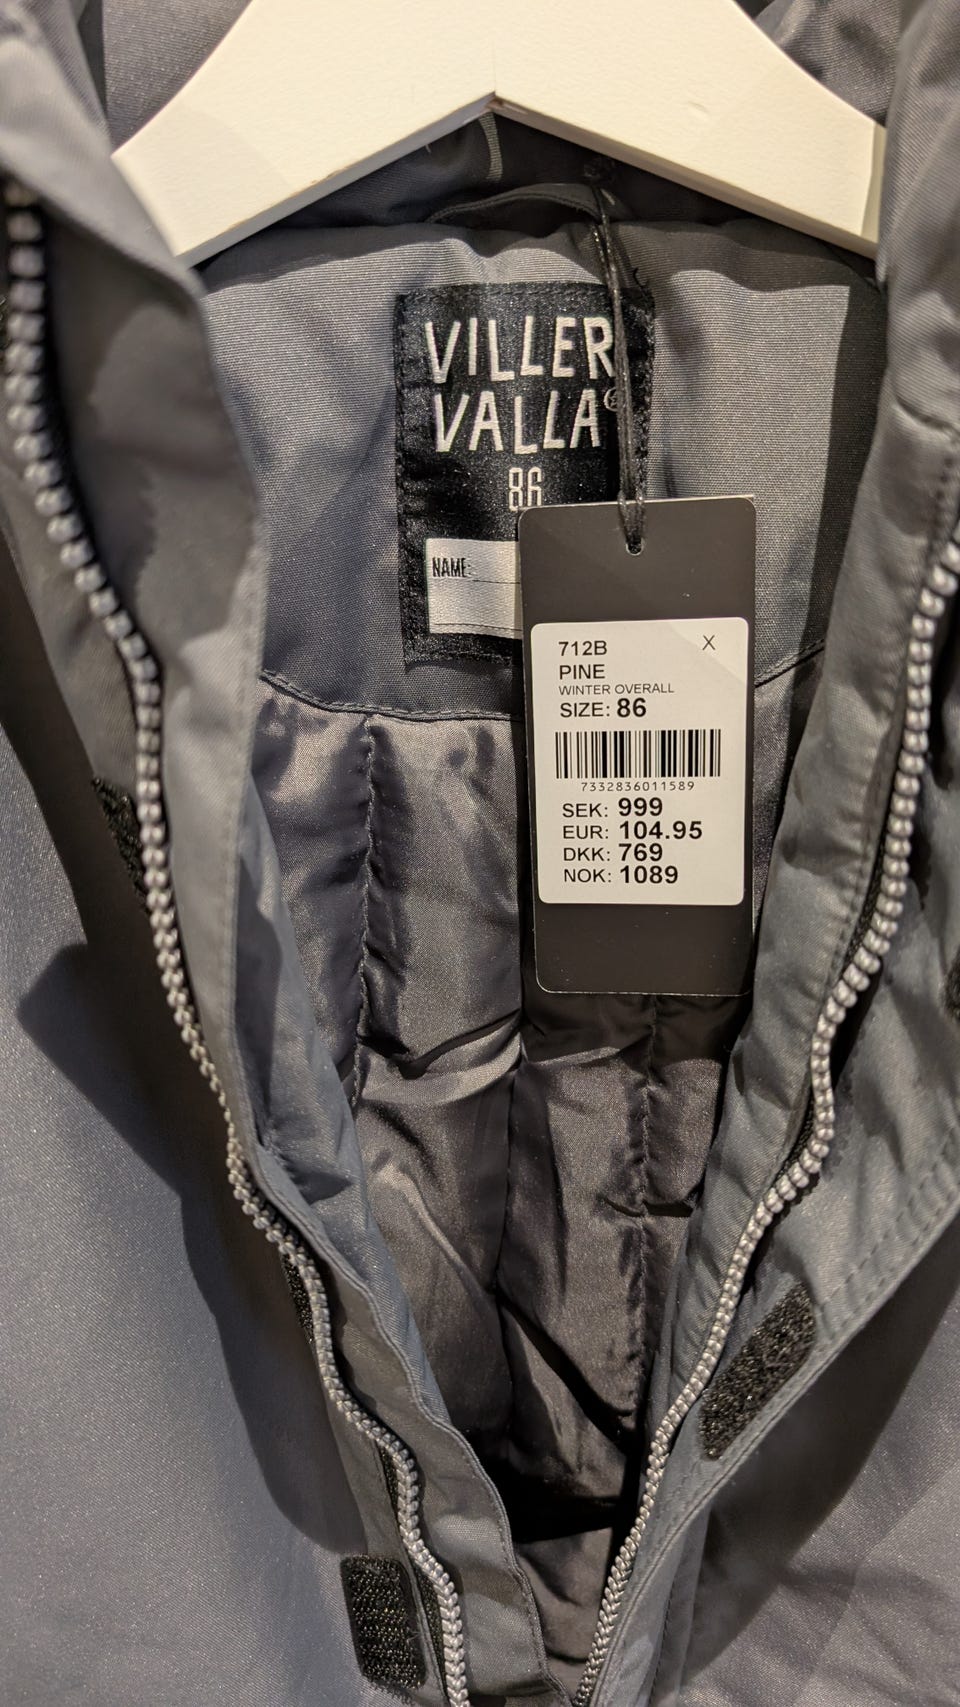 VILLER
VALLA®
86
NAME:
712B X
PINE
WINTER OVERALL
SIZE: 86
7332836011589
SEK: 999
EUR: 104.95
DKK: 769
NOK: 1089